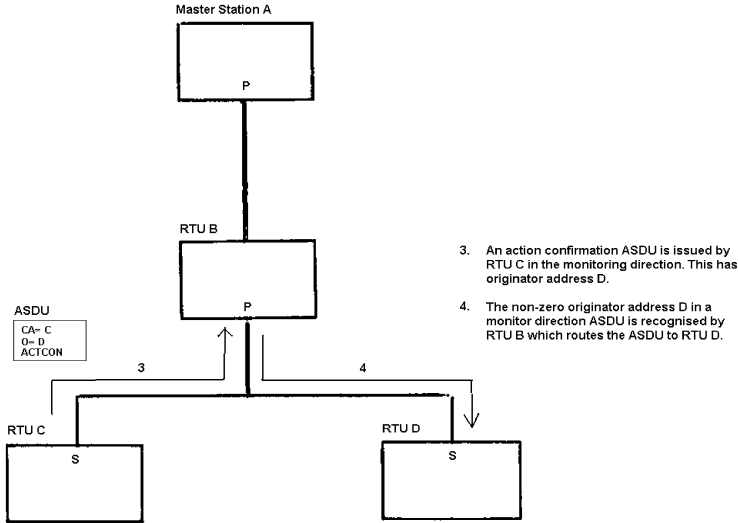 Master Station A
P
RTU B
P
3. An action confirmation ASDU is issued by
RTU C in the monitoring direction. This has
originator address D.
4. The non-zero originator address D in a
monitor direction ASDU is recognised by
RTU B which routes the ASDU to RTU D.
ASDU
CA= C
O= D
ACTCON
3
4
RTU C
S
RTU D
S